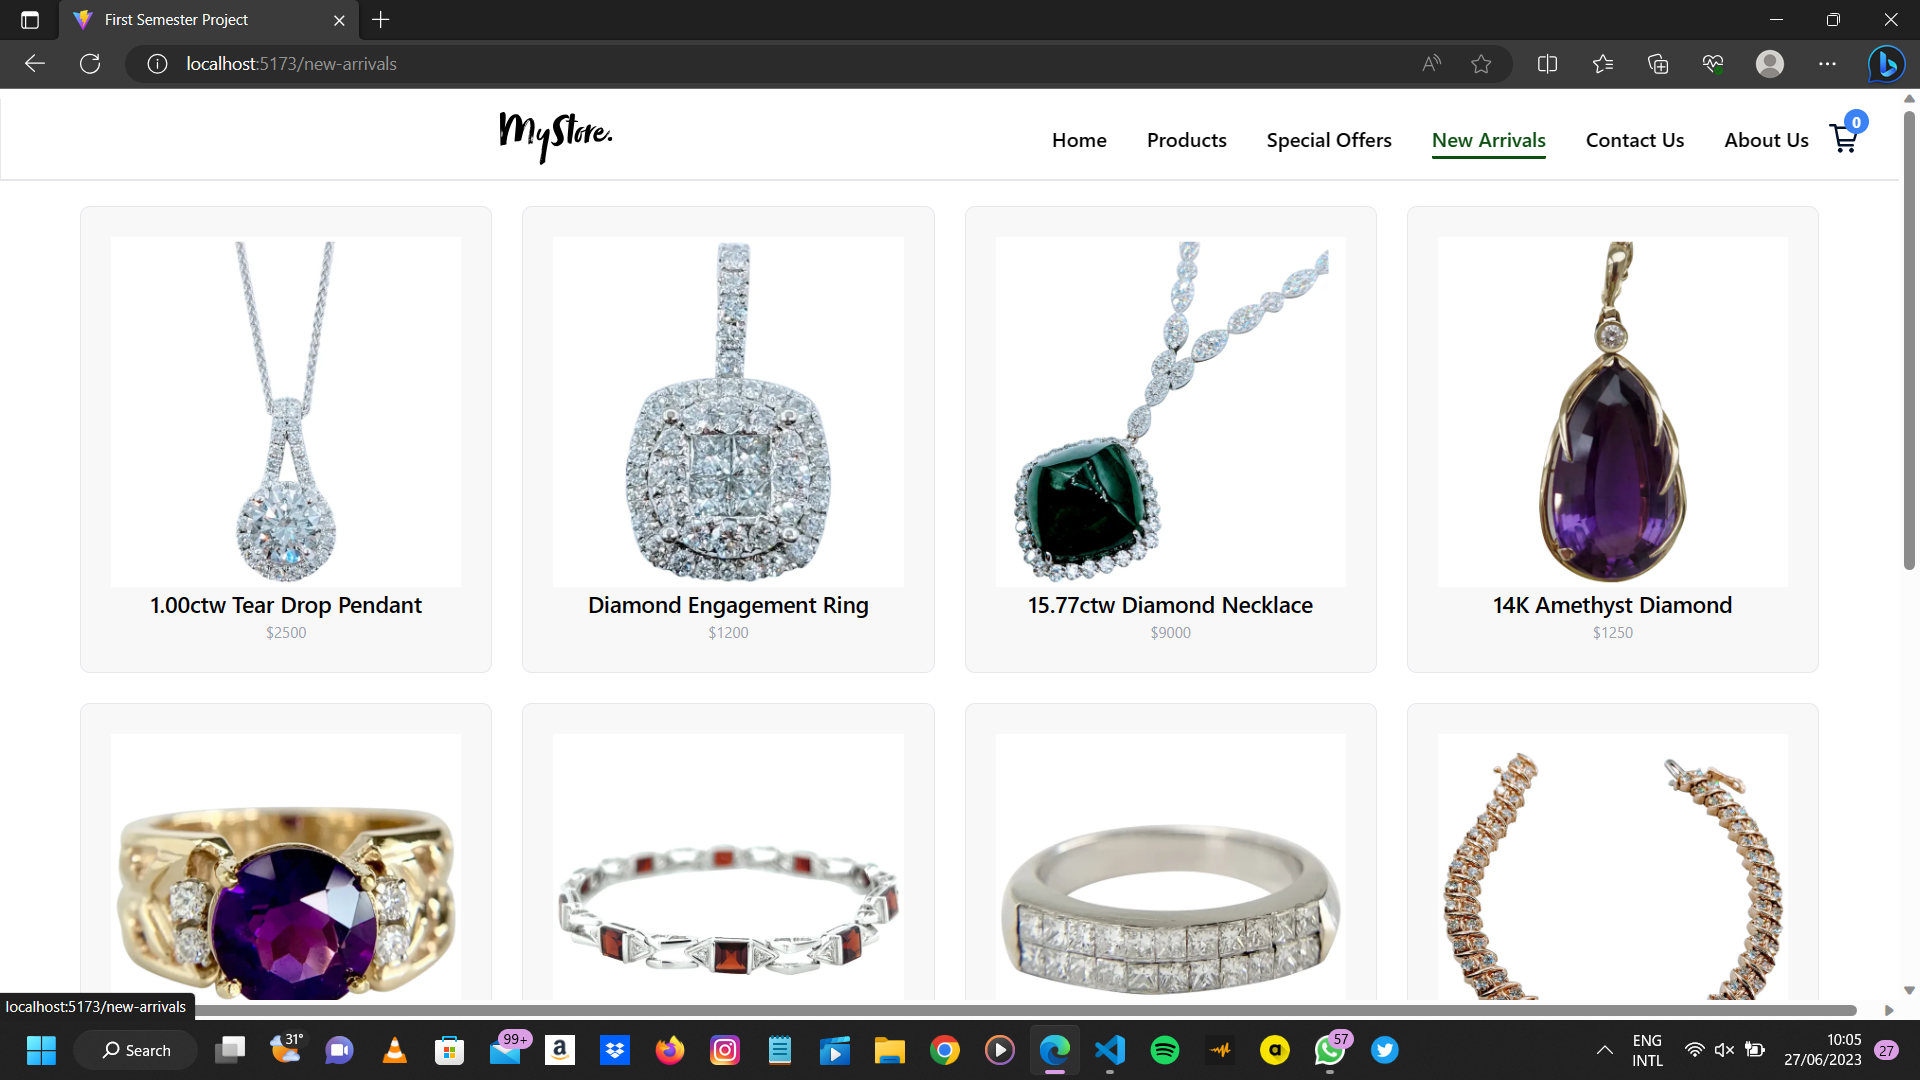 First Semester Project
localhost:5173/new-arrivals
MyStore.
Home
Products
Special Offers
New Arrivals
Contact Us
About Us
0
1.00ctw Tear Drop Pendant
$2500
Diamond Engagement Ring
$1200
15.77ctw Diamond Necklace
$9000
14K Amethyst Diamond
$1250
localhost:5173/new-arrivals
Search
31°
99+
57
ENG
INTL
10:05
27/06/2023
27